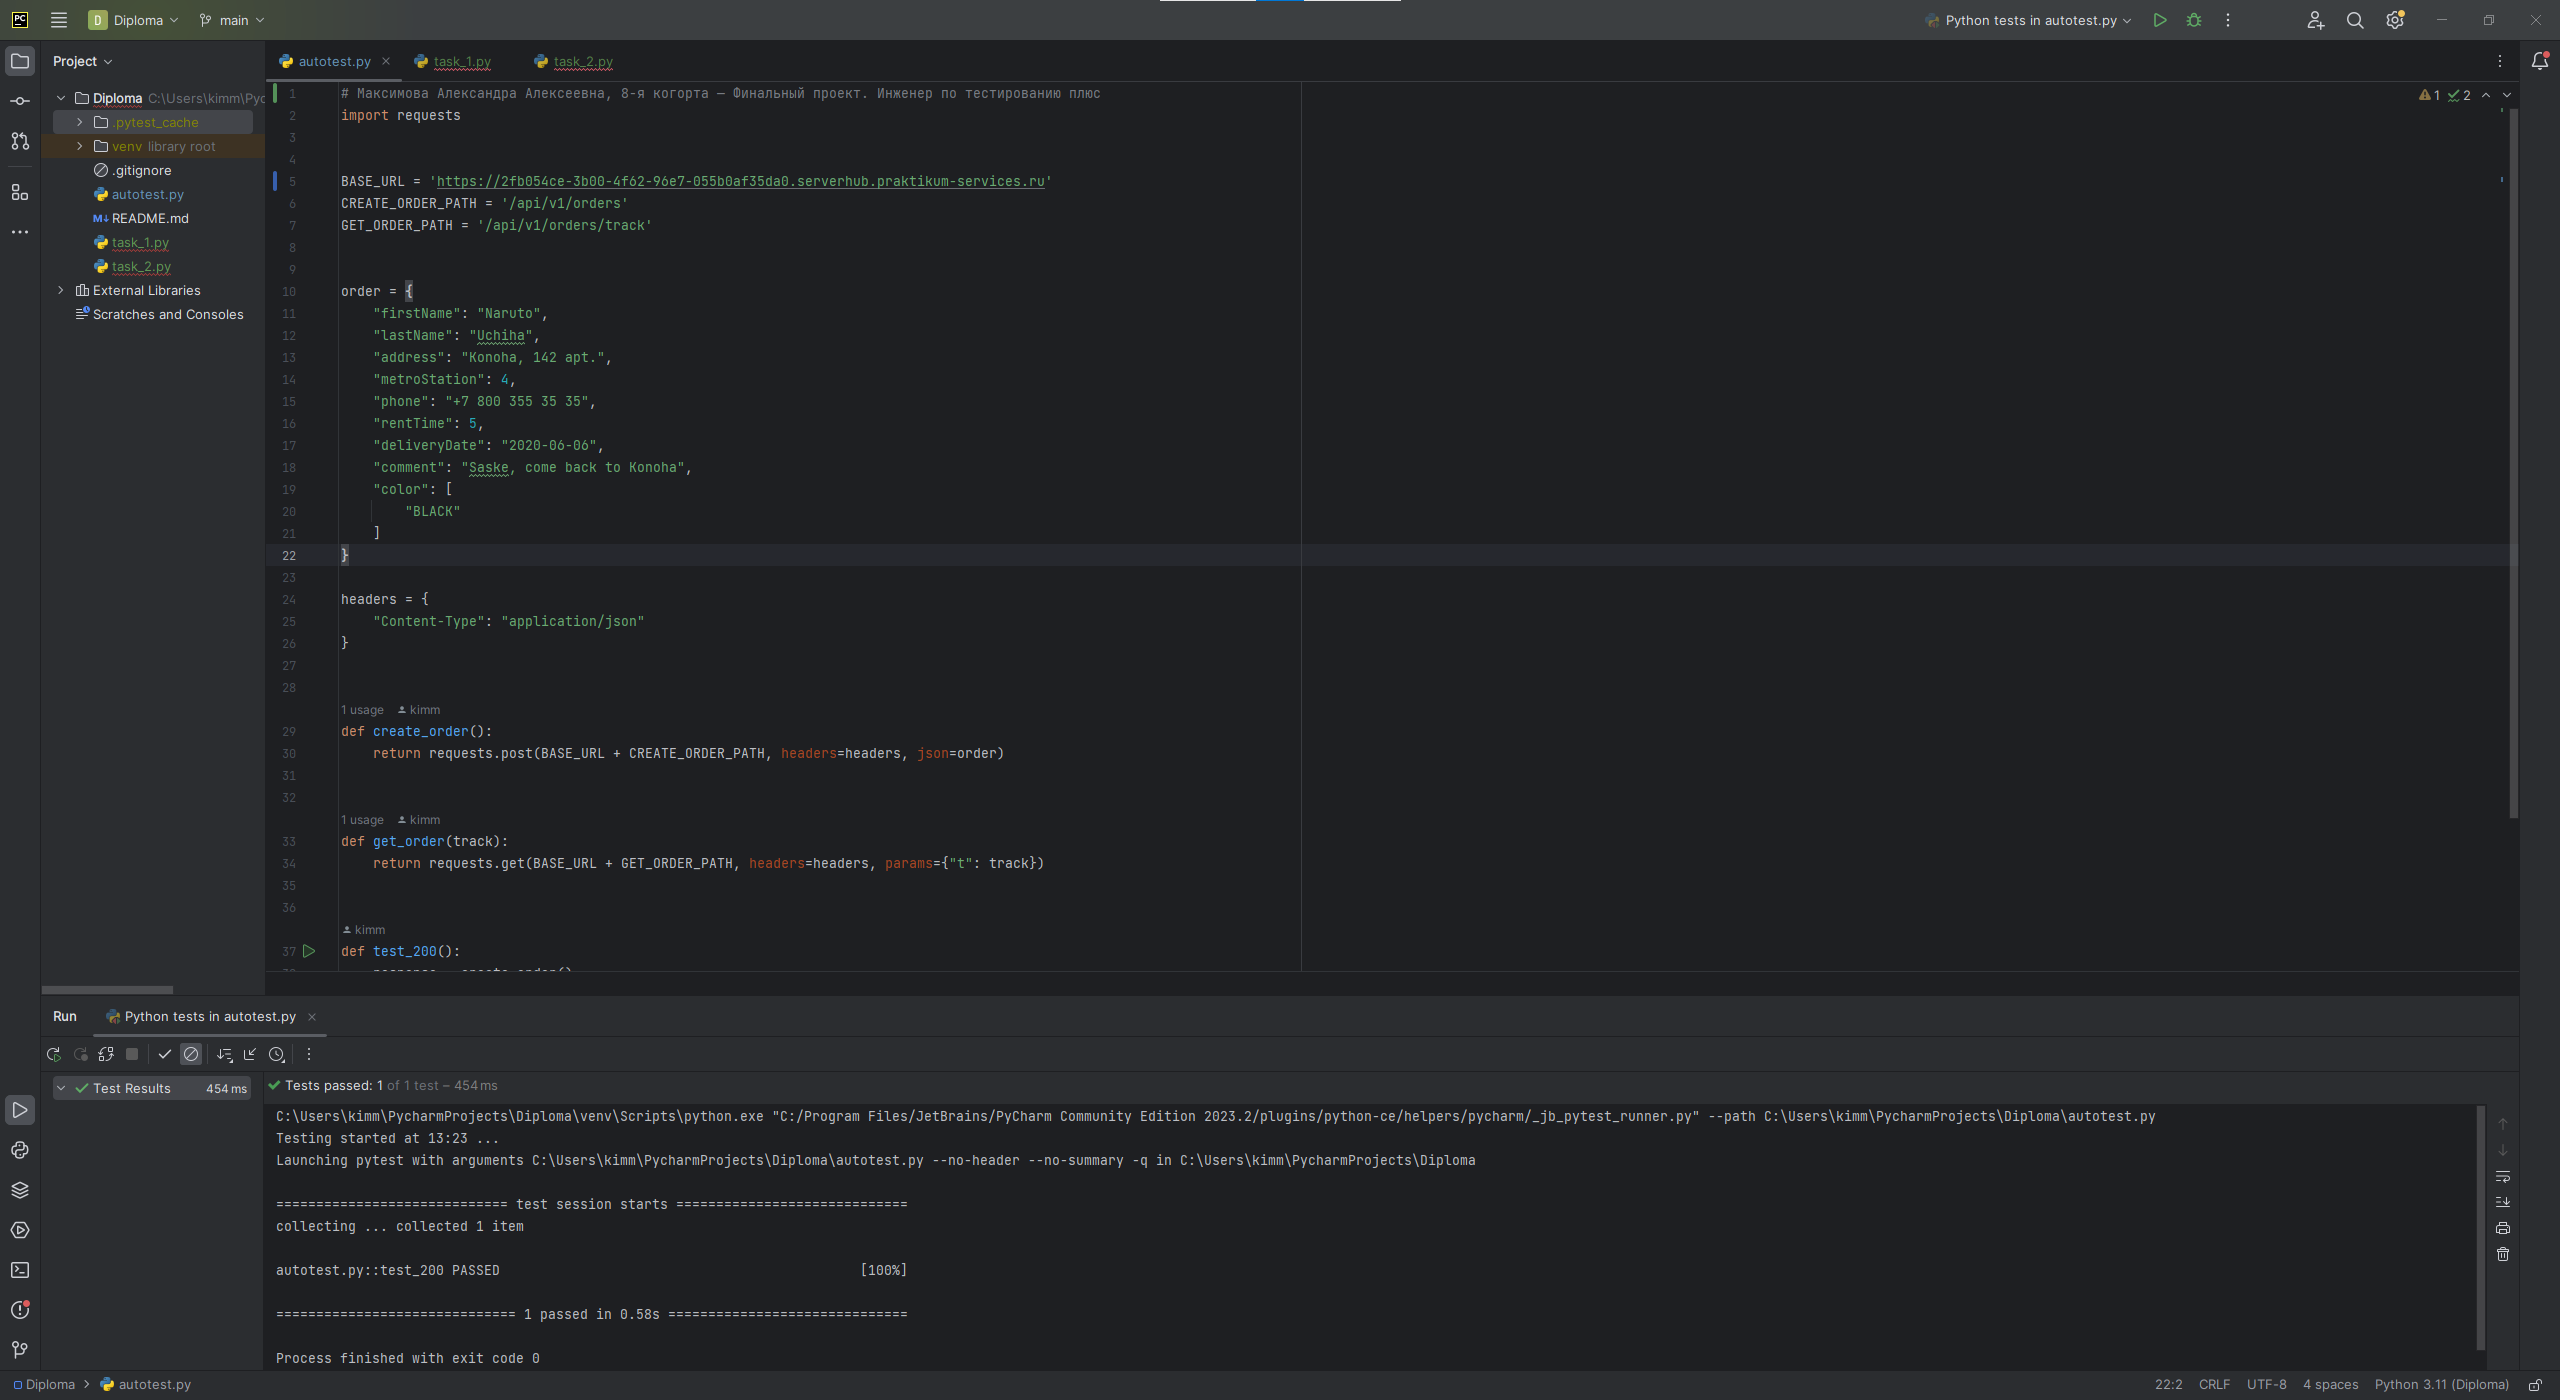 PC
D Diploma
main
Python tests in autotest.py
Project
autotest.py
task_1.py
task_2.py
Diploma C:\Users\kimm\Pyc
.pytest_cache
venv library root
.gitignore
autotest.py
M↓ README.md
task_1.py
task_2.py
External Libraries
Scratches and Consoles
1 2
1 # Максимова Александра Алексеевна, 8-я когорта — Финальный проект. Инженер по тестированию плюс
2 import requests
3
4
5 BASE_URL = 'https://2fb054ce-3b00-4f62-96e7-055b0af35da0.serverhub.praktikum-services.ru'
6 CREATE_ORDER_PATH = '/api/v1/orders'
7 GET_ORDER_PATH = '/api/v1/orders/track'
8
9
10 order = {
11 "firstName": "Naruto",
12 "lastName": "Uchiha",
13 "address": "Konoha, 142 apt.",
14 "metroStation": 4,
15 "phone": "+7 800 355 35 35",
16 "rentTime": 5,
17 "deliveryDate": "2020-06-06",
18 "comment": "Saske, come back to Konoha",
19 "color": [
20 "BLACK"
21 ]
22 }
23
24 headers = {
25 "Content-Type": "application/json"
26 }
27
28
1 usage kimm
29 def create_order():
30 return requests.post(BASE_URL + CREATE_ORDER_PATH, headers=headers, json=order)
31
32
1 usage kimm
33 def get_order(track):
34 return requests.get(BASE_URL + GET_ORDER_PATH, headers=headers, params={"t": track})
35
36
kimm
37 def test_200():
Run
Python tests in autotest.py
Test Results 454 ms
Tests passed: 1 of 1 test – 454 ms
C:\Users\kimm\PycharmProjects\Diploma\venv\Scripts\python.exe "C:/Program Files/JetBrains/PyCharm Community Edition 2023.2/plugins/python-ce/helpers/pycharm/_jb_pytest_runner.py" --path C:\Users\kimm\PycharmProjects\Diploma\autotest.py
Testing started at 13:23 ...
Launching pytest with arguments C:\Users\kimm\PycharmProjects\Diploma\autotest.py --no-header --no-summary -q in C:\Users\kimm\PycharmProjects\Diploma
============================= test session starts =============================
collecting ... collected 1 item
autotest.py::test_200 PASSED [100%]
============================== 1 passed in 0.58s ==============================
Process finished with exit code 0
Diploma > autotest.py
22:2 CRLF UTF-8 4 spaces Python 3.11 (Diploma)